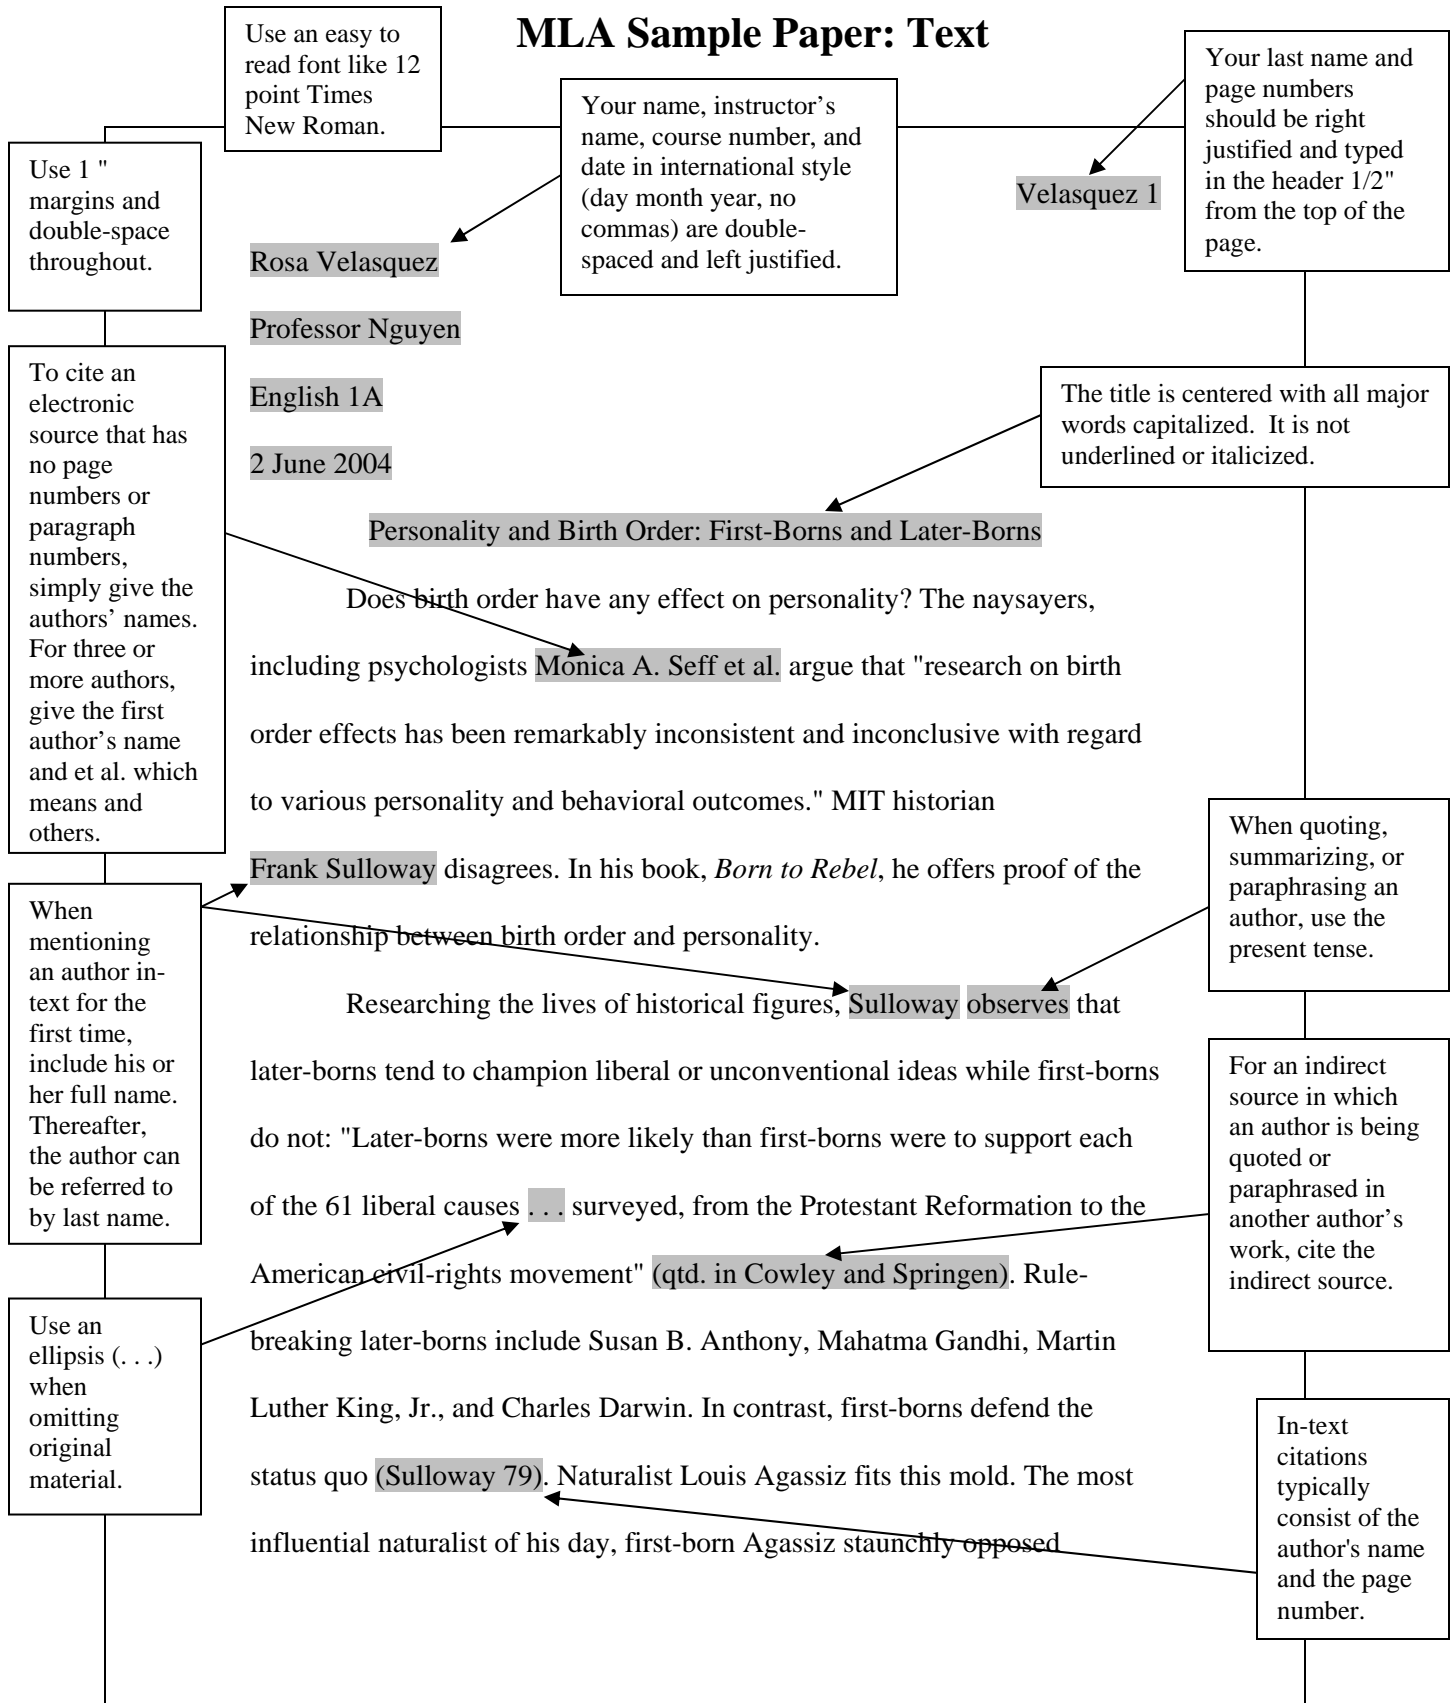 MLA Sample Paper: Text
Use an easy to
read font like 12
point Times
New Roman.
Your name, instructor’s
name, course number, and
date in international style
(day month year, no
commas) are double-
spaced and left justified.
Your last name and
page numbers
should be right
justified and typed
in the header 1/2"
from the top of the
page.
Use 1 "
margins and
double-space
throughout.
Velasquez 1
Rosa Velasquez
Professor Nguyen
English 1A
2 June 2004
To cite an
electronic
source that has
no page
numbers or
paragraph
numbers,
simply give the
authors’ names.
For three or
more authors,
give the first
author’s name
and et al. which
means and
others.
The title is centered with all major
words capitalized.  It is not
underlined or italicized.
Personality and Birth Order: First-Borns and Later-Borns
Does birth order have any effect on personality? The naysayers,
including psychologists Monica A. Seff et al. argue that "research on birth
order effects has been remarkably inconsistent and inconclusive with regard
to various personality and behavioral outcomes." MIT historian
Frank Sulloway disagrees. In his book, Born to Rebel, he offers proof of the
relationship between birth order and personality.
When quoting,
summarizing, or
paraphrasing an
author, use the
present tense.
When
mentioning
an author in-
text for the
first time,
include his or
her full name.
Thereafter,
the author can
be referred to
by last name.
Researching the lives of historical figures, Sulloway observes that
later-borns tend to champion liberal or unconventional ideas while first-borns
do not: "Later-borns were more likely than first-borns were to support each
of the 61 liberal causes . . . surveyed, from the Protestant Reformation to the
American civil-rights movement" (qtd. in Cowley and Springen). Rule-
breaking later-borns include Susan B. Anthony, Mahatma Gandhi, Martin
Luther King, Jr., and Charles Darwin. In contrast, first-borns defend the
status quo (Sulloway 79). Naturalist Louis Agassiz fits this mold. The most
influential naturalist of his day, first-born Agassiz staunchly opposed
For an indirect
source in which
an author is being
quoted or
paraphrased in
another author’s
work, cite the
indirect source.
Use an
ellipsis (. . .)
when
omitting
original
material.
In-text
citations
typically
consist of the
author's name
and the page
number.